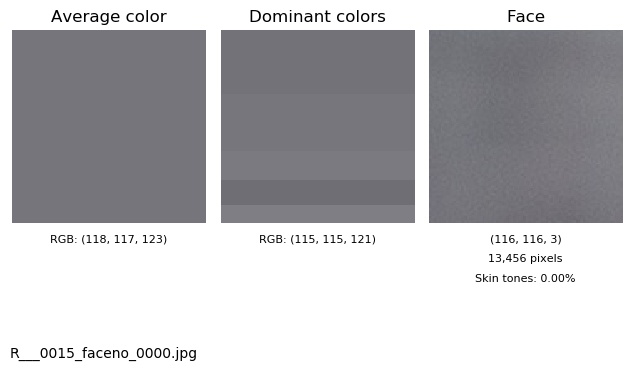 Average color
Dominant colors
Face
RGB: (118, 117, 123)
RGB: (115, 115, 121)
(116, 116, 3)
13,456 pixels
Skin tones: 0.00%
R___0015_faceno_0000.jpg